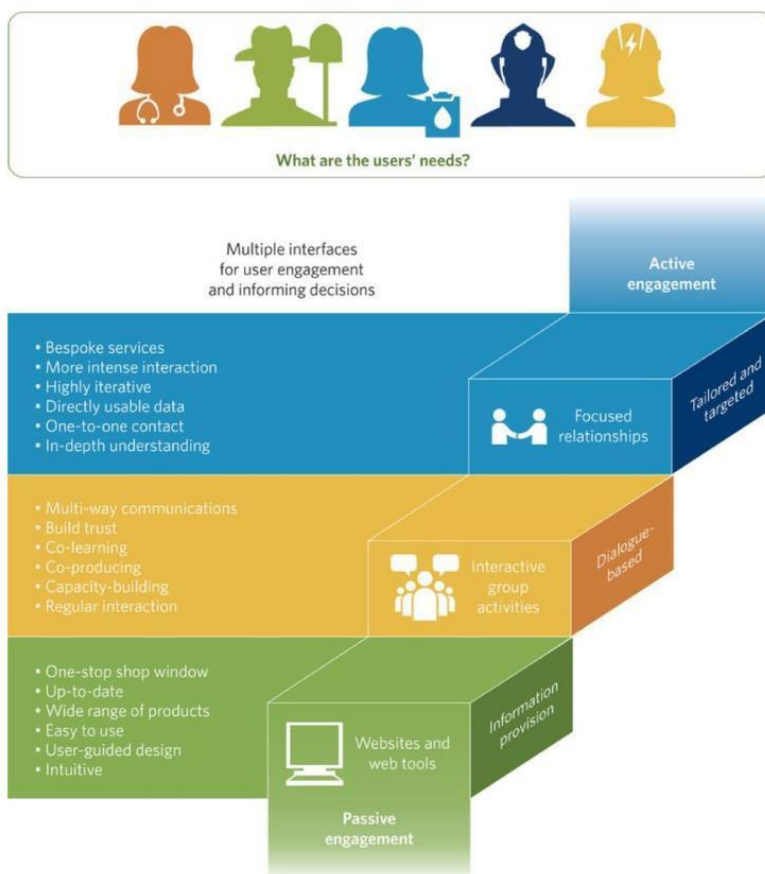 What are the users' needs?
Multiple interfaces
for user engagement
and informing decisions
Active
engagement
• Bespoke services
• More intense interaction
• Highly iterative
• Directly usable data
• One-to-one contact
• In-depth understanding
Focused
relationships
Tailored and
targeted
• Multi-way communications
• Build trust
• Co-learning
• Co-producing
• Capacity-building
• Regular interaction
Interactive
group
activities
Dialogue-
based
• One-stop shop window
• Up-to-date
• Wide range of products
• Easy to use
• User-guided design
• Intuitive
Websites and
web tools
Information
provision
Passive
engagement